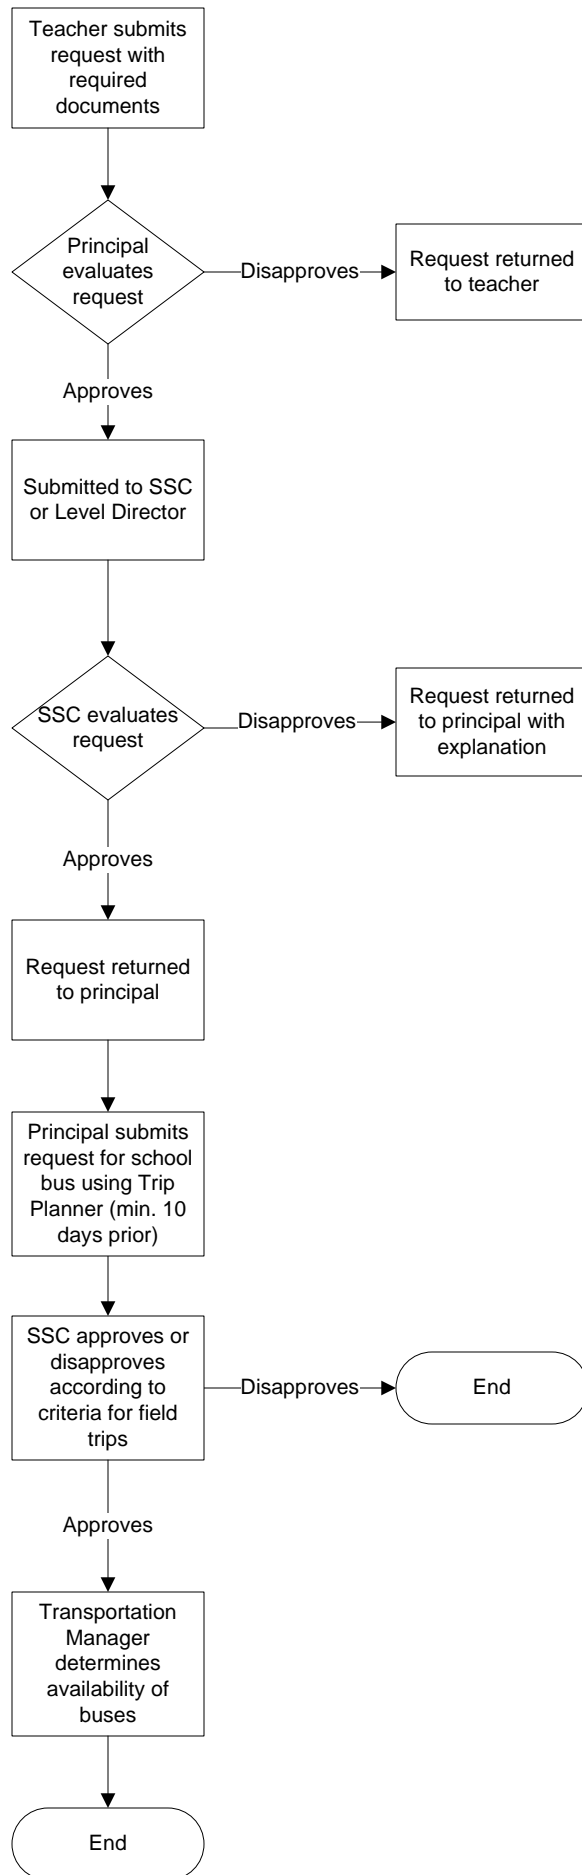 Teacher submits
request with
required
documents
Principal
evaluates
request
Disapproves
Request returned
to teacher
Approves
Submitted to SSC
or Level Director
SSC evaluates
request
Disapproves
Request returned
to principal with
explanation
Approves
Request returned
to principal
Principal submits
request for school
bus using Trip
Planner (min. 10
days prior)
SSC approves or
disapproves
according to
criteria for field
trips
Disapproves
End
Approves
Transportation
Manager
determines
availability of
buses
End